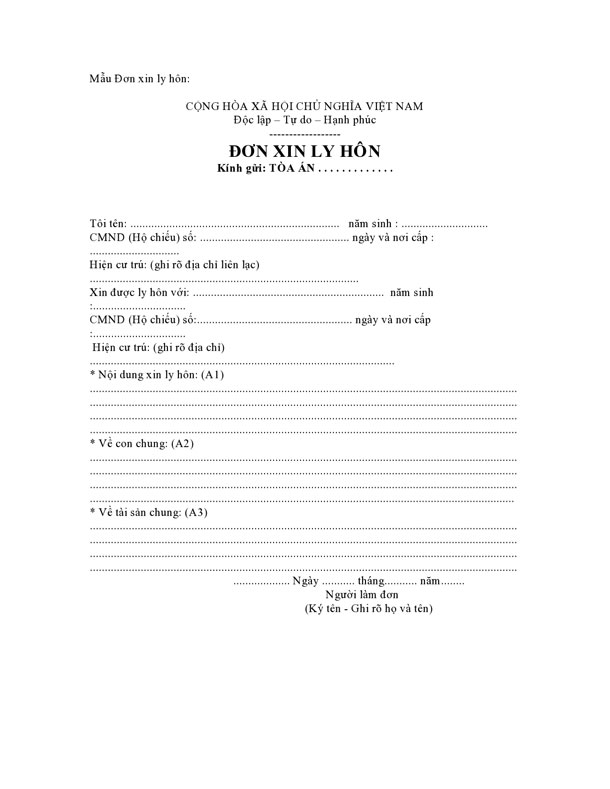 Mẫu Đơn xin ly hôn:
CỘNG HÒA XÃ HỘI CHỦ NGHĨA VIỆT NAM
Độc lập – Tự do – Hạnh phúc
------------------
ĐƠN XIN LY HÔN
Kính gửi: TÒA ÁN . . . . . . . . . . . . .
Tôi tên: ...................................................................... năm sinh : .............................
CMND (Hộ chiếu) số: .................................................. ngày và nơi cấp :
..............................
Hiện cư trú: (ghi rõ địa chỉ liên lạc)
..........................................................................................
Xin được ly hôn với: ................................................................ năm sinh
:...............................
CMND (Hộ chiếu) số:.................................................... ngày và nơi cấp
:...............................
Hiện cư trú: (ghi rõ địa chỉ)
......................................................................................................
* Nội dung xin ly hôn: (A1)
...............................................................................................................................................
...............................................................................................................................................
...............................................................................................................................................
...............................................................................................................................................
* Về con chung: (A2)
...............................................................................................................................................
...............................................................................................................................................
...............................................................................................................................................
..............................................................................................................................................
* Về tài sản chung: (A3)
...............................................................................................................................................
...............................................................................................................................................
...............................................................................................................................................
...............................................................................................................................................
................... Ngày ........... tháng........... năm........
Người làm đơn
(Ký tên - Ghi rõ họ và tên)